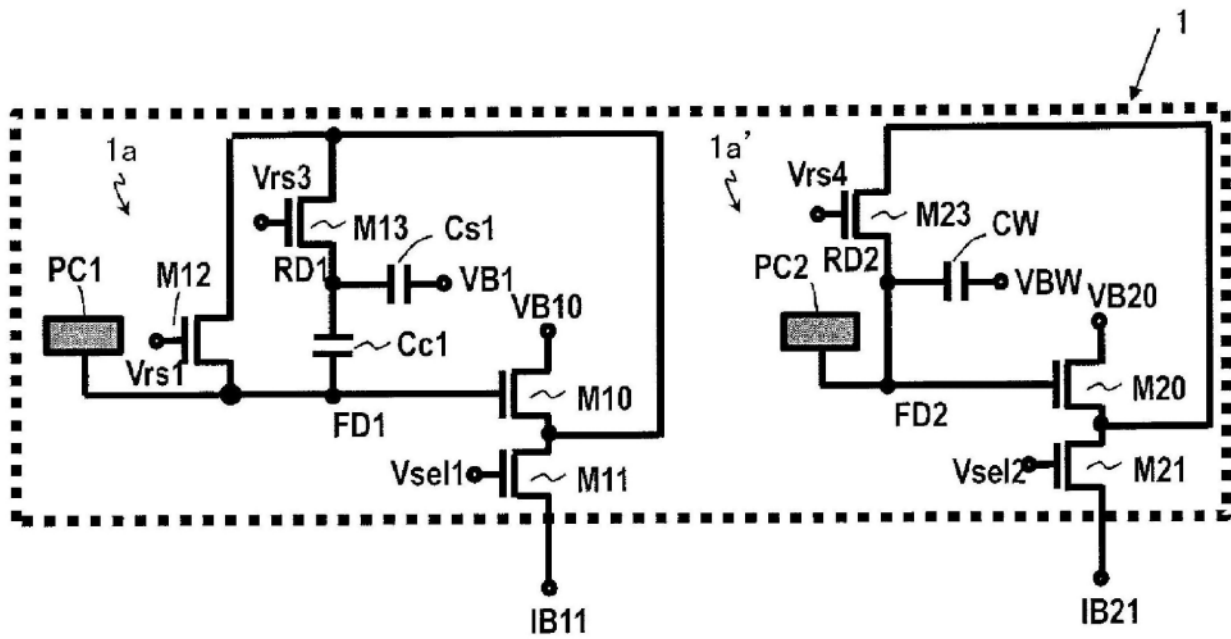 1
1a
1a'
Vrs3
Vrs4
M13
Cs1
M23
CW
RD1
RD2
PC1
M12
VB1
PC2
VBW
VB10
VB20
Cc1
Vrs1
M10
M20
FD1
FD2
Vsel1
M11
Vsel2
M21
IB11
IB21